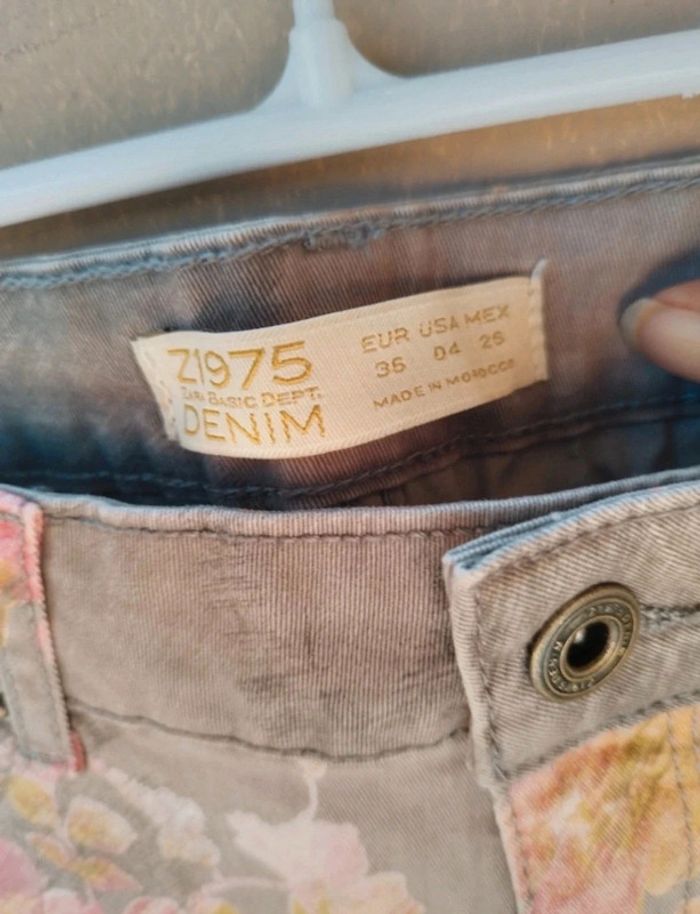 Z1975
ZARA BASIC DEPT.
DENIM
EUR USA MEX
36 04 26
MADE IN MOROCCO